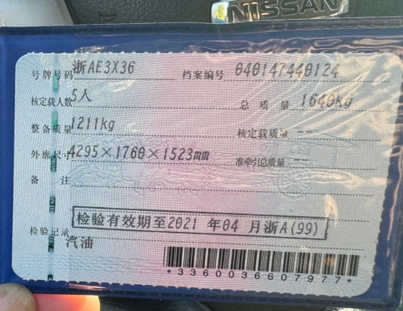 NISSAN
号牌号码 浙AE3X36 档案编号 040147440124
核定载人数 5人 总质量 1640kg
整备质量 1211kg 核定载质量 --
外廓尺寸 4295×1760×1523mm 准牵引总质量 --
备注
检验有效期至2021年04月浙A(99)
检验记录
汽油
*3360036607977*